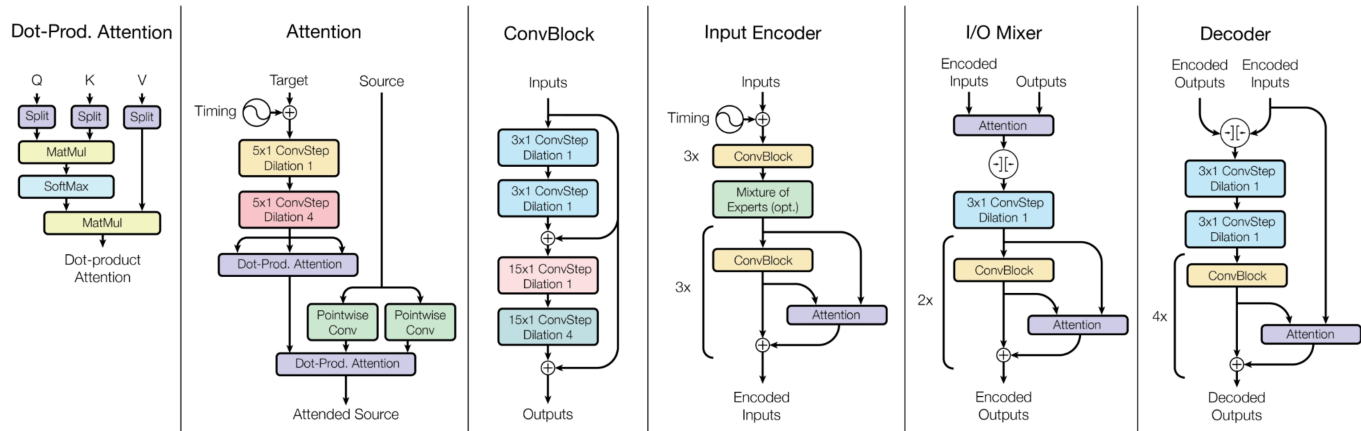 Dot-Prod. Attention
Q K V
Split Split Split
MatMul
SoftMax
MatMul
Dot-product
Attention
Attention
Target Source
Timing
5x1 ConvStep
Dilation 1
5x1 ConvStep
Dilation 4
Dot-Prod. Attention
Pointwise
Conv
Pointwise
Conv
Dot-Prod. Attention
Attended Source
ConvBlock
Inputs
3x1 ConvStep
Dilation 1
3x1 ConvStep
Dilation 1
15x1 ConvStep
Dilation 1
15x1 ConvStep
Dilation 4
Outputs
Input Encoder
Inputs
Timing
3x ConvBlock
Mixture of
Experts (opt.)
ConvBlock
3x
Attention
Encoded
Inputs
I/O Mixer
Encoded
Inputs
Outputs
Attention
3x1 ConvStep
Dilation 1
ConvBlock
2x
Attention
Encoded
Outputs
Decoder
Encoded
Outputs
Encoded
Inputs
3x1 ConvStep
Dilation 1
3x1 ConvStep
Dilation 1
ConvBlock
4x
Attention
Decoded
Outputs